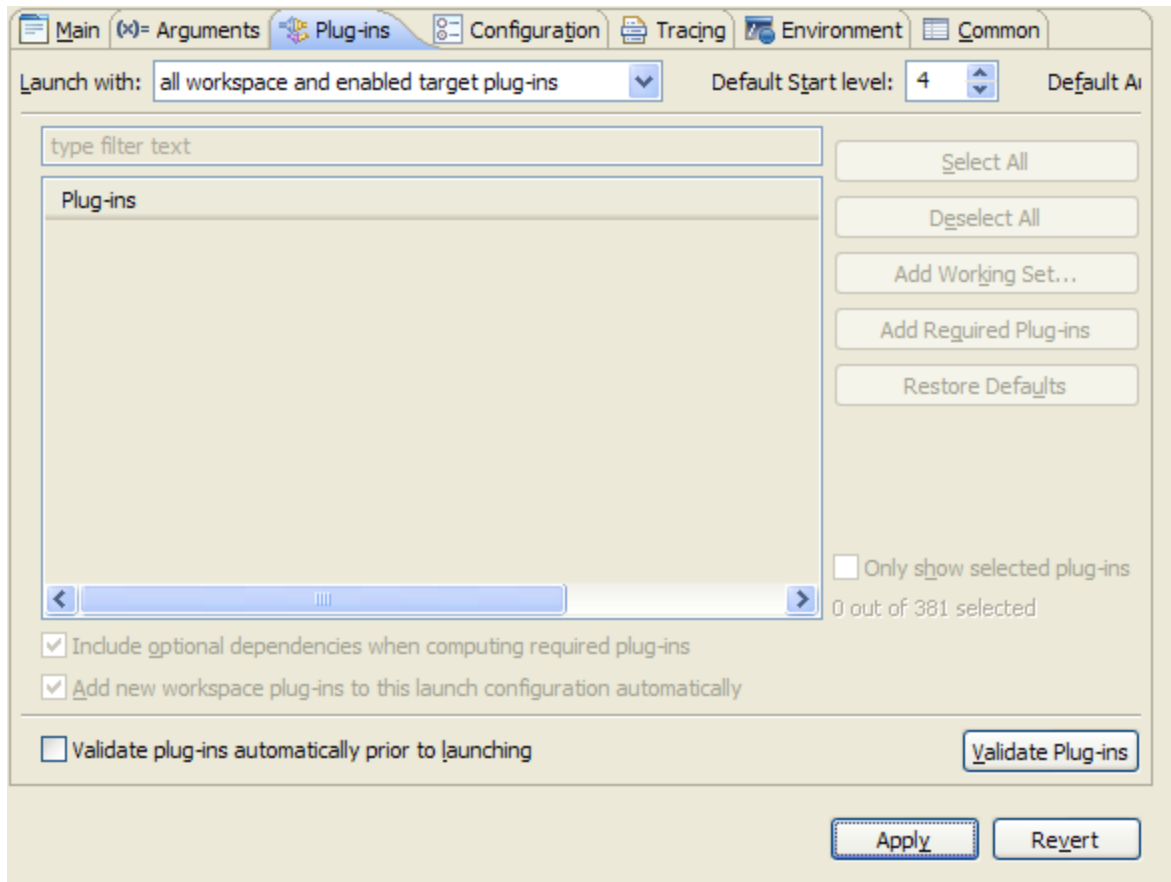 Main (x)= Arguments Plug-ins Configuration Tracing Environment Common
Launch with: all workspace and enabled target plug-ins Default Start level: 4 Default Au
type filter text
Select All
Plug-ins
Deselect All
Add Working Set...
Add Required Plug-ins
Restore Defaults
Only show selected plug-ins
0 out of 381 selected
Include optional dependencies when computing required plug-ins
Add new workspace plug-ins to this launch configuration automatically
Validate plug-ins automatically prior to launching Validate Plug-ins
Apply Revert